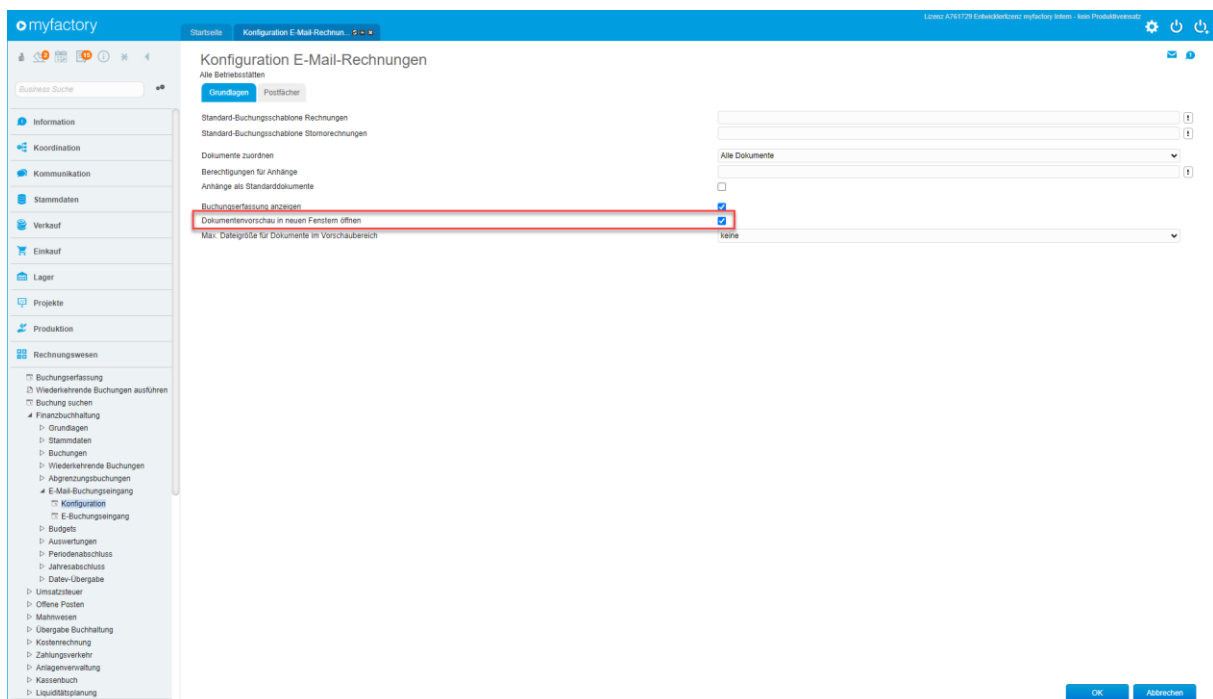 Lizenz A761729 Entwicklerlizenz myfactory Intern - kein Produktiveinsatz
myfactory
Startseite
Konfiguration E-Mail-Rechnun...
Business Suche
Information
Koordination
Kommunikation
Stammdaten
Verkauf
Einkauf
Lager
Projekte
Produktion
Rechnungswesen
Buchungserfassung
Wiederkehrende Buchungen ausführen
Buchung suchen
Finanzbuchhaltung
Grundlagen
Stammdaten
Buchungen
Wiederkehrende Buchungen
Abgrenzungsbuchungen
E-Mail-Buchungseingang
Konfiguration
E-Buchungseingang
Budgets
Auswertungen
Periodenabschluss
Jahresabschluss
Datev-Übergabe
Umsatzsteuer
Offene Posten
Mahnwesen
Übergabe Buchhaltung
Kostenrechnung
Zahlungsverkehr
Anlagenverwaltung
Kassenbuch
Liquiditätsplanung
Konfiguration E-Mail-Rechnungen
Alle Betriebsstätten
Grundlagen Postfächer
Standard-Buchungsschablone Rechnungen
Standard-Buchungsschablone Stornorechnungen
Dokumente zuordnen Alle Dokumente
Berechtigungen für Anhänge
Anhänge als Standarddokumente
Buchungserfassung anzeigen
Dokumentenvorschau in neuen Fenstern öffnen
Max. Dateigröße für Dokumente im Vorschaubereich keine
OK Abbrechen